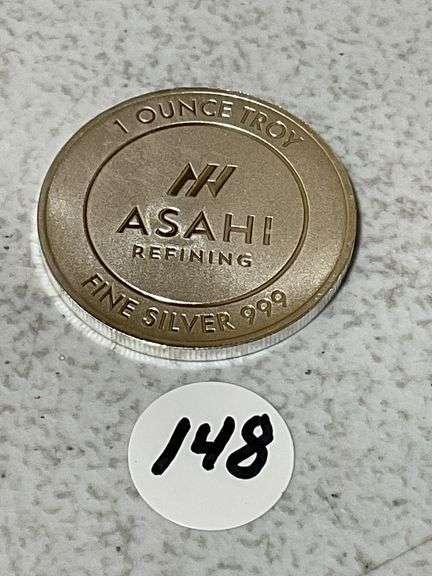 1 OUNCE TROY
ASAHI
REFINING
FINE SILVER 999
148